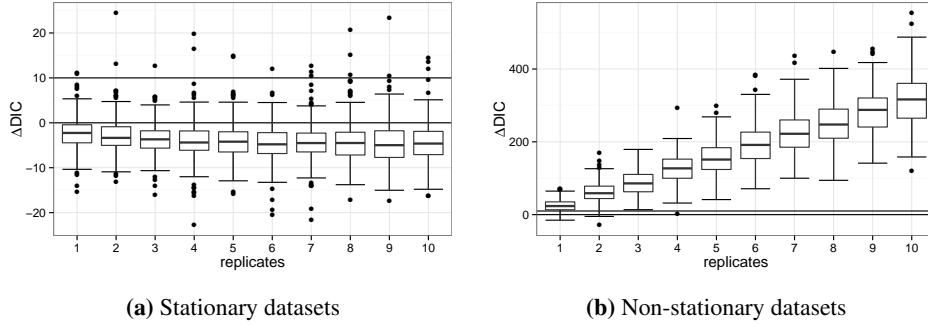 20
10
0
−10
−20
ΔDIC
1 2 3 4 5 6 7 8 9 10
replicates
(a) Stationary datasets
400
200
0
ΔDIC
1 2 3 4 5 6 7 8 9 10
replicates
(b) Non-stationary datasets